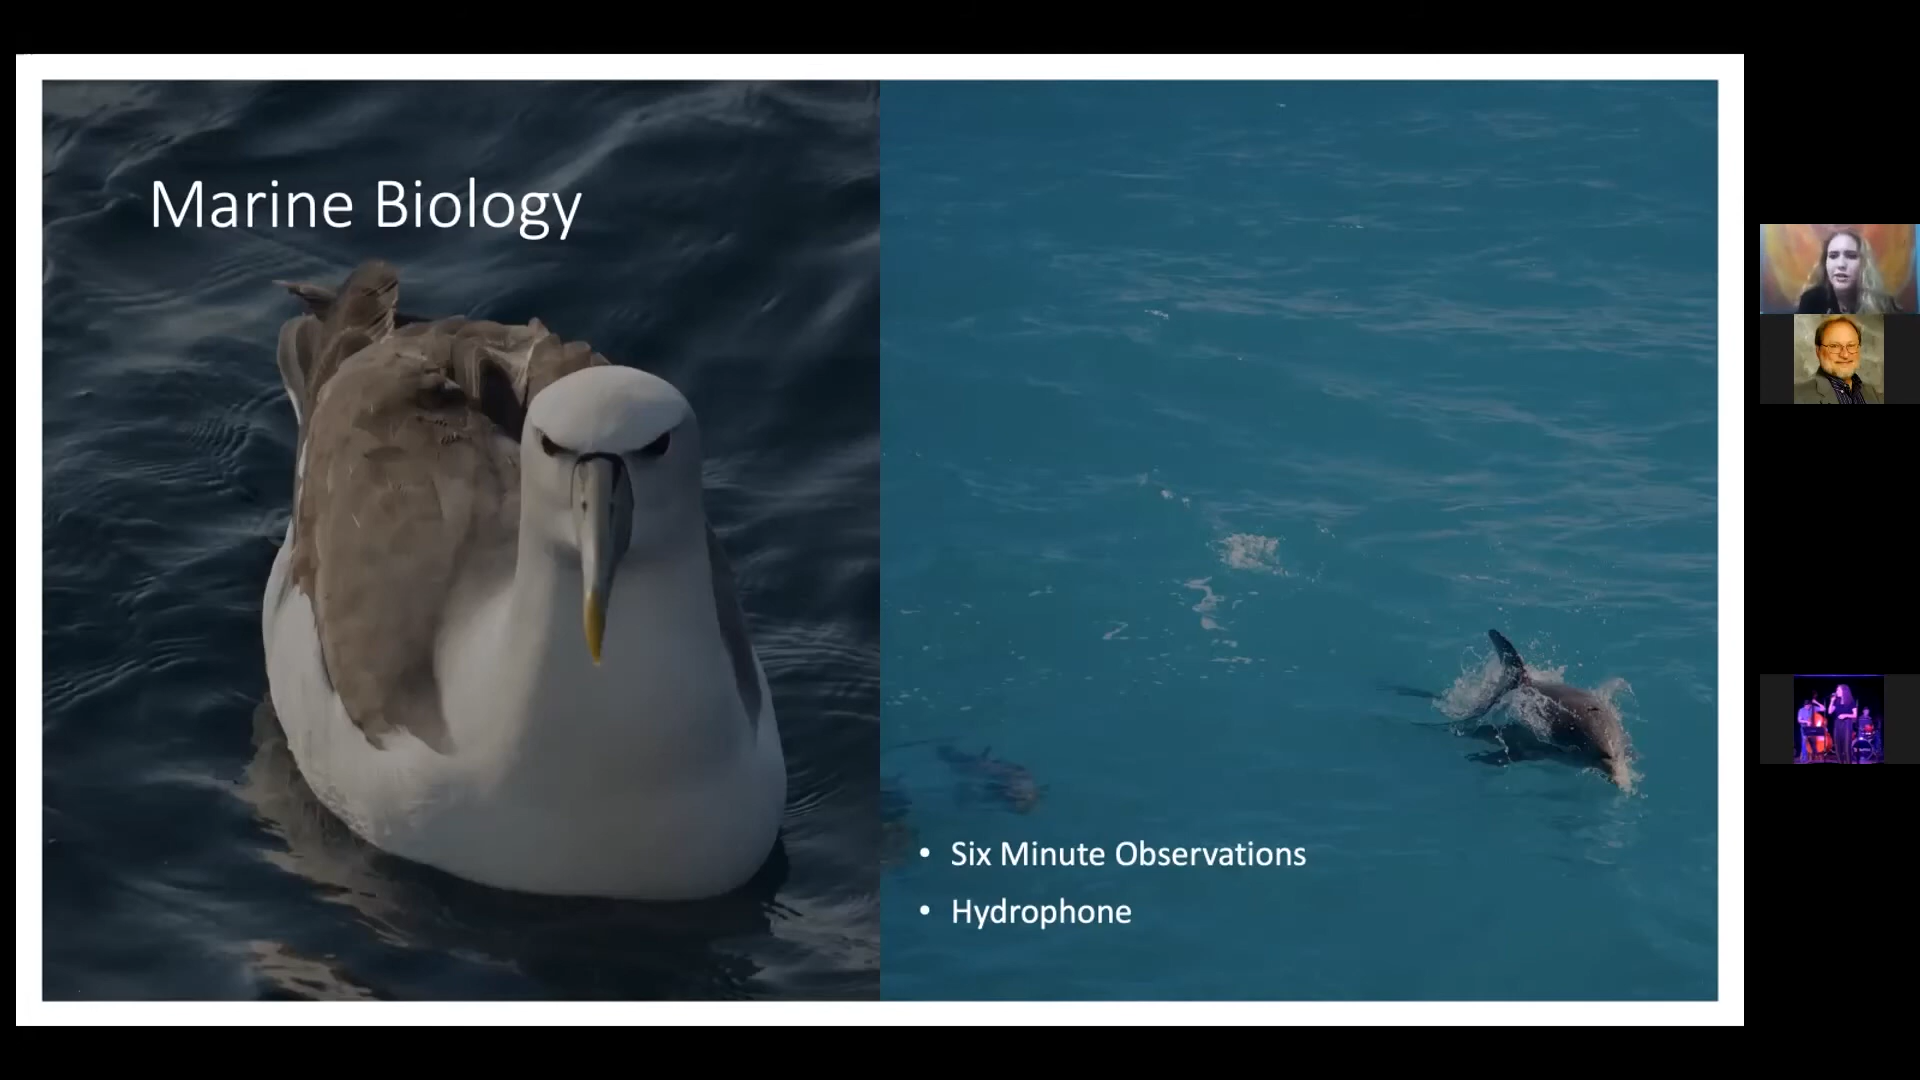 Marine Biology
• Six Minute Observations
• Hydrophone